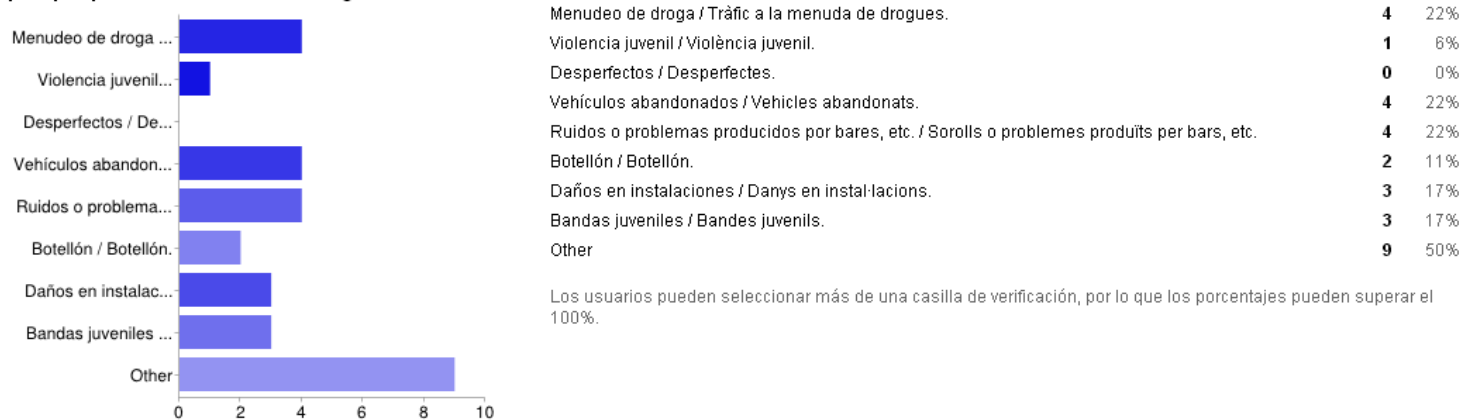 Menudeo de droga ...
Violencia juvenil...
Desperfectos / De...
Vehículos abandon...
Ruidos o problema...
Botellón / Botellón.
Daños en instalac...
Bandas juveniles ...
Other
0 2 4 6 8 10
Menudeo de droga / Tràfic a la menuda de drogues. 4 22%
Violencia juvenil / Violència juvenil. 1 6%
Desperfectos / Desperfectes. 0 0%
Vehículos abandonados / Vehicles abandonats. 4 22%
Ruidos o problemas producidos por bares, etc. / Sorolls o problemes produïts per bars, etc. 4 22%
Botellón / Botellón. 2 11%
Daños en instalaciones / Danys en instal·lacions. 3 17%
Bandas juveniles / Bandes juvenils. 3 17%
Other 9 50%
Los usuarios pueden seleccionar más de una casilla de verificación, por lo que los porcentajes pueden superar el
100%.